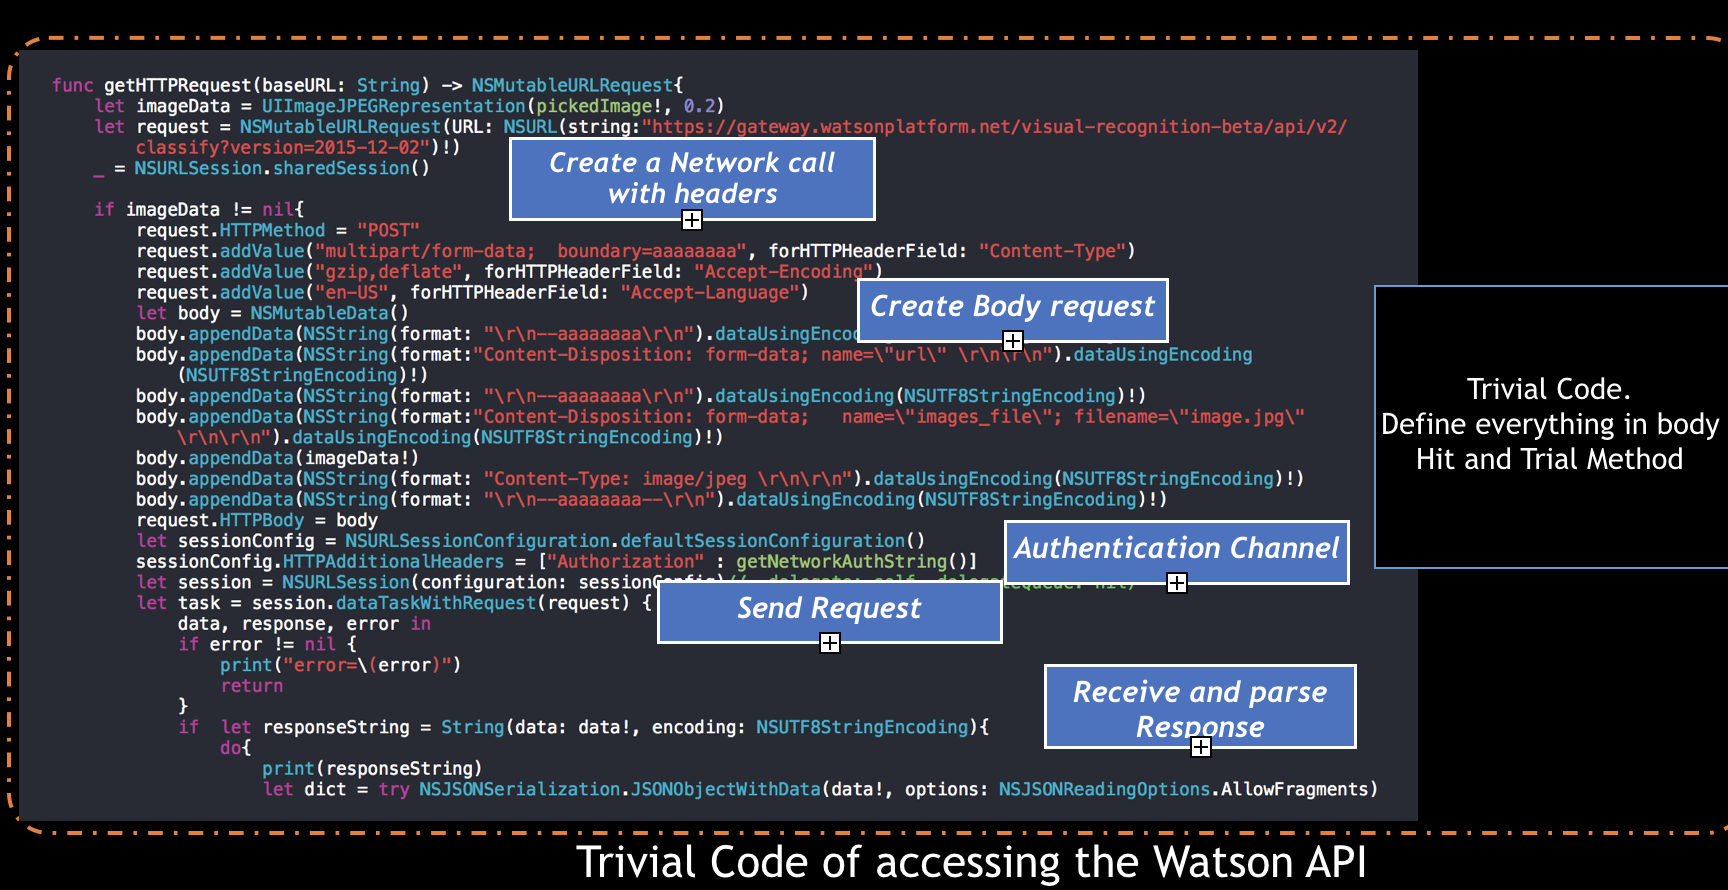 func getHTTPRequest(baseURL: String) -> NSMutableURLRequest{
let imageData = UIImageJPEGRepresentation(pickedImage!, 0.2)
let request = NSMutableURLRequest(URL: NSURL(string:"https://gateway.watsonplatform.net/visual-recognition-beta/api/v2/
classify?version=2015-12-02")!)
_ = NSURLSession.sharedSession()
Create a Network call
with headers
if imageData != nil{
request.HTTPMethod = "POST"
request.addValue("multipart/form-data;  boundary=aaaaaaaa", forHTTPHeaderField: "Content-Type")
request.addValue("gzip,deflate", forHTTPHeaderField: "Accept-Encoding")
request.addValue("en-US", forHTTPHeaderField: "Accept-Language")
Create Body request
let body = NSMutableData()
body.appendData(NSString(format: "\r\n--aaaaaaaa\r\n").dataUsingEnco
body.appendData(NSString(format:"Content-Disposition: form-data; name=\"url\" \r\n\r\n").dataUsingEncoding
(NSUTF8StringEncoding)!)
body.appendData(NSString(format: "\r\n--aaaaaaaa\r\n").dataUsingEncoding(NSUTF8StringEncoding)!)
body.appendData(NSString(format:"Content-Disposition: form-data;   name=\"images_file\"; filename=\"image.jpg\"
\r\n\r\n").dataUsingEncoding(NSUTF8StringEncoding)!)
body.appendData(imageData!)
body.appendData(NSString(format: "Content-Type: image/jpeg \r\n\r\n").dataUsingEncoding(NSUTF8StringEncoding)!)
body.appendData(NSString(format: "\r\n--aaaaaaaa--\r\n").dataUsingEncoding(NSUTF8StringEncoding)!)
request.HTTPBody = body
let sessionConfig = NSURLSessionConfiguration.defaultSessionConfiguration()
sessionConfig.HTTPAdditionalHeaders = ["Authorization" : getNetworkAuthString()]
Authentication Channel
let session = NSURLSession(configuration: sessionConfig)
let task = session.dataTaskWithRequest(request) {
Send Request
data, response, error in
if error != nil {
print("error=\(error)")
return
}
Receive and parse
Response
if  let responseString = String(data: data!, encoding: NSUTF8StringEncoding){
do{
print(responseString)
let dict = try NSJSONSerialization.JSONObjectWithData(data!, options: NSJSONReadingOptions.AllowFragments)
Trivial Code.
Define everything in body
Hit and Trial Method
Trivial Code of accessing the Watson API